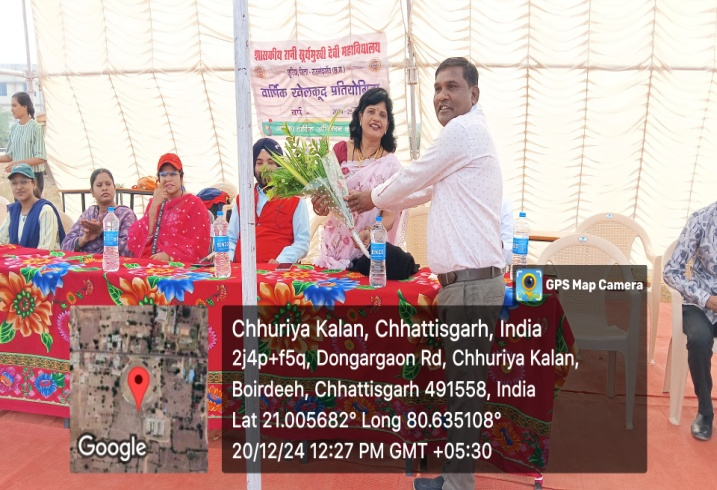 शासकीय रानी सूर्यमुखी देवी महाविद्यालय
वार्षिक खेलकूद प्रतियोगिता
वर्ष
GPS Map Camera
Chhuriya Kalan, Chhattisgarh, India
2j4p+f5q, Dongargaon Rd, Chhuriya Kalan,
Boirdeeh, Chhattisgarh 491558, India
Lat 21.005682° Long 80.635108°
20/12/24 12:27 PM GMT +05:30
Google